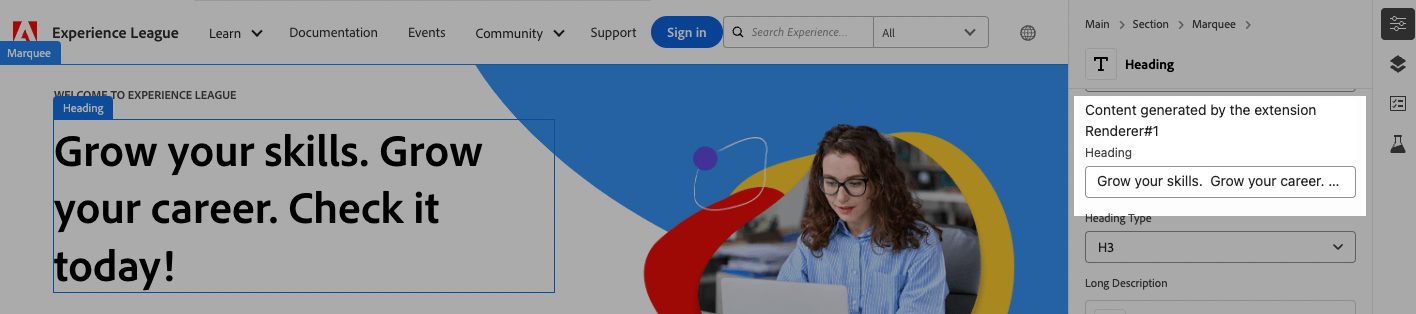 Experience League
Learn
Documentation
Events
Community
Support
Sign in
Search Experience...
All
Main
Section
Marquee
Marquee
Heading
WELCOME TO EXPERIENCE LEAGUE
Heading
Grow your skills. Grow
your career. Check it
today!
Content generated by the extension
Renderer#1
Heading
Grow your skills.  Grow your career. ...
Heading Type
H3
Long Description